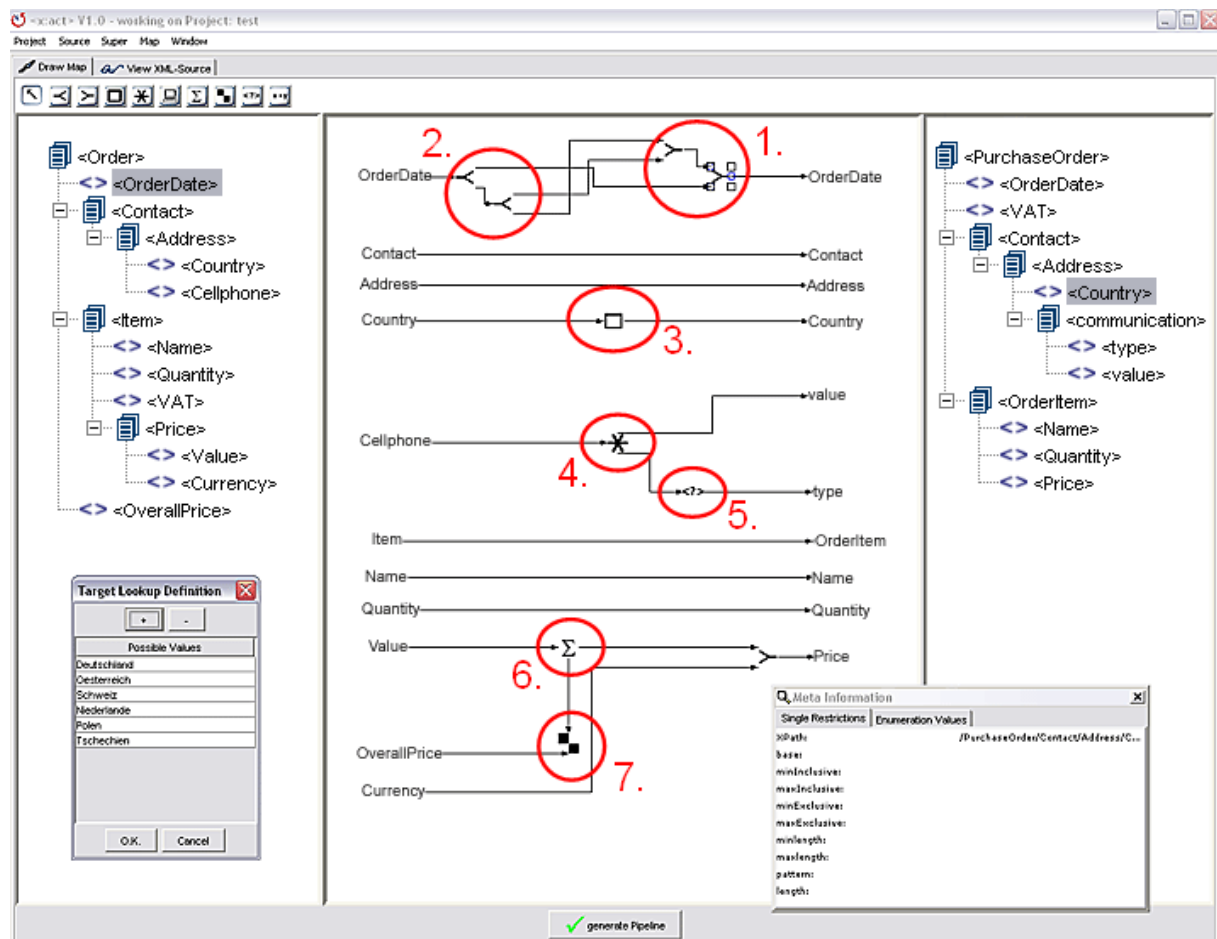 <x:act> V1.0 - working on Project: test
Project Source Super Map Window
Draw Map View XML-Source
<Order>
<OrderDate>
<Contact>
<Address>
<Country>
<Cellphone>
<Item>
<Name>
<Quantity>
<VAT>
<Price>
<Value>
<Currency>
<OverallPrice>
Target Lookup Definition
+ -
Possible Values
Deutschland
Oesterreich
Schweiz
Niederlande
Polen
Tschechien
O.K. Cancel
2. 1.
OrderDate OrderDate
Contact Contact
Address Address
Country Country
3.
value
Cellphone
4.
<?> type
5.
Item OrderItem
Name Name
Quantity Quantity
Value Σ Price
6.
OverallPrice
7.
Currency
<PurchaseOrder>
<OrderDate>
<VAT>
<Contact>
<Address>
<Country>
<communication>
<type>
<value>
<OrderItem>
<Name>
<Quantity>
<Price>
Meta Information
Single Restrictions Enumeration Values
XPath: /PurchaseOrder/Contact/Address/C...
base:
minInclusive:
maxInclusive:
minExclusive:
maxExclusive:
minlength:
maxlength:
pattern:
length:
generate Pipeline